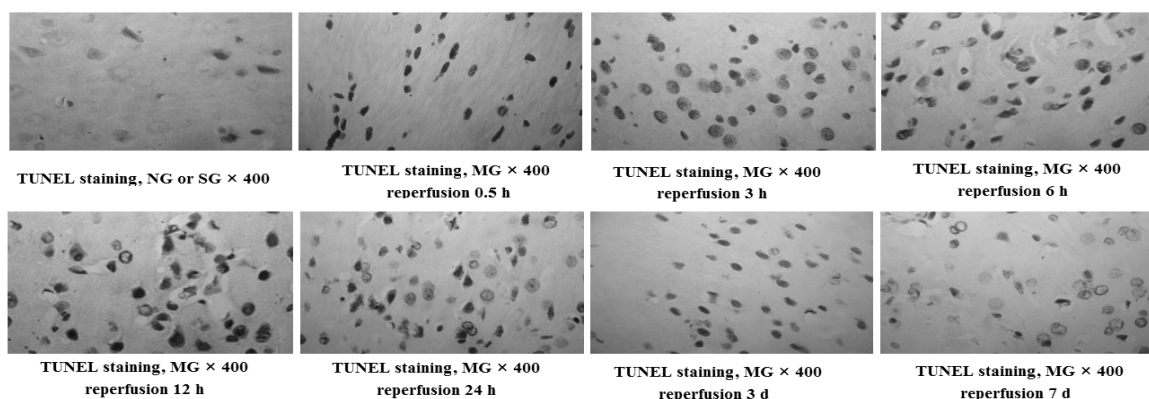 TUNEL staining, NG or SG × 400
TUNEL staining, MG × 400
reperfusion 0.5 h
TUNEL staining, MG × 400
reperfusion 3 h
TUNEL staining, MG × 400
reperfusion 6 h
TUNEL staining, MG × 400
reperfusion 12 h
TUNEL staining, MG × 400
reperfusion 24 h
TUNEL staining, MG × 400
reperfusion 3 d
TUNEL staining, MG × 400
reperfusion 7 d